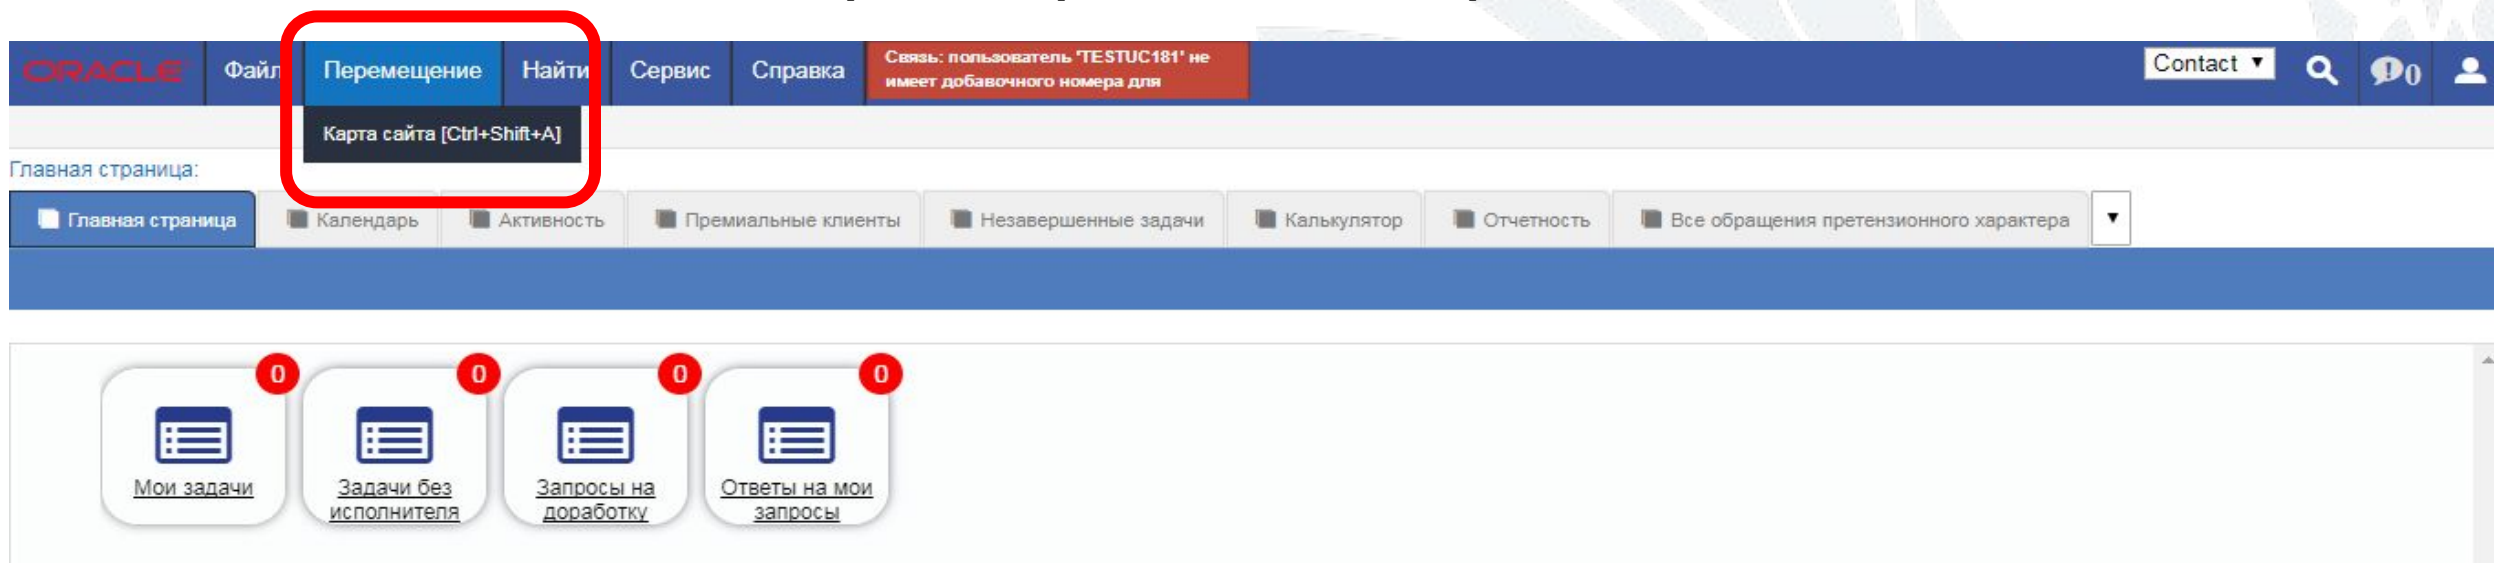 ORACLE Файл Перемещение Найти Сервис Справка
Связь: пользователь 'TESTUC181' не
имеет добавочного номера для
Contact ▼
0
Карта сайта [Ctrl+Shift+A]
Главная страница:
Главная страница Календарь Активность Премиальные клиенты Незавершенные задачи Калькулятор Отчетность Все обращения претензионного характера ▼
0 0 0 0
Мои задачи
Задачи без
исполнителя
Запросы на
доработку
Ответы на мои
запросы